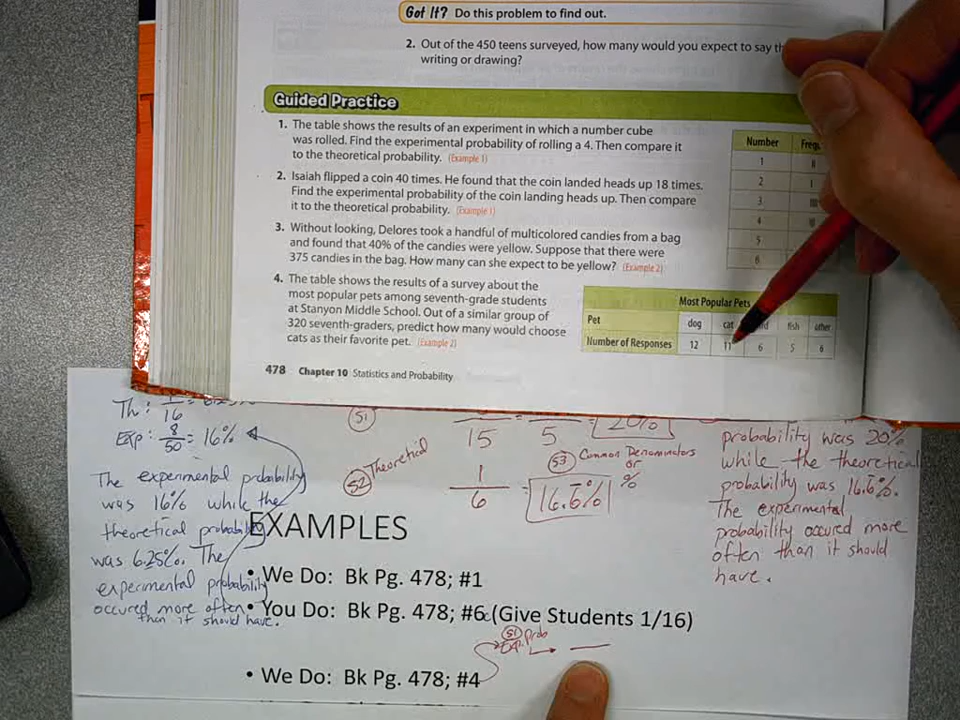 Got It? Do this problem to find out.
2. Out of the 450 teens surveyed, how many would you expect to say
writing or drawing?
Guided Practice
1. The table shows the results of an experiment in which a number cube
was rolled. Find the experimental probability of rolling a 4. Then compare it
to the theoretical probability. (Example 1)
2. Isaiah flipped a coin 40 times. He found that the coin landed heads up 18 times.
Find the experimental probability of the coin landing heads up. Then compare
it to the theoretical probability. (Example 1)
3. Without looking, Delores took a handful of multicolored candies from a bag
and found that 40% of the candies were yellow. Suppose that there were
375 candies in the bag. How many can she expect to be yellow? (Example 2)
4. The table shows the results of a survey about the
most popular pets among seventh-grade students
at Stanyon Middle School. Out of a similar group of
320 seventh-graders, predict how many would choose
cats as their favorite pet. (Example 2)
Number
1
2
3
4
5
6
Most Popular Pets
Pet dog cat fish other
Number of Responses 12 11 6 5 6
478 Chapter 10 Statistics and Probability
Th: 1/16
Exp: 8/50 = 16%
The expermental probability
was 16% while the
theoretical probability
was 6.25%. The
experimental probability
occured more often
than it should have.
S1
15 5 20%
S2 Theoretical 1/6 = 16.6%
S3 Common Denominators
or
%
probability was 20%
while the theoretical
probability was 16.6%.
The experimental
probability occured more
often than it should
have.
EXAMPLES
• We Do: Bk Pg. 478; #1
• You Do: Bk Pg. 478; #6 (Give Students 1/16)
S1
Exp. Prob
• We Do: Bk Pg. 478; #4